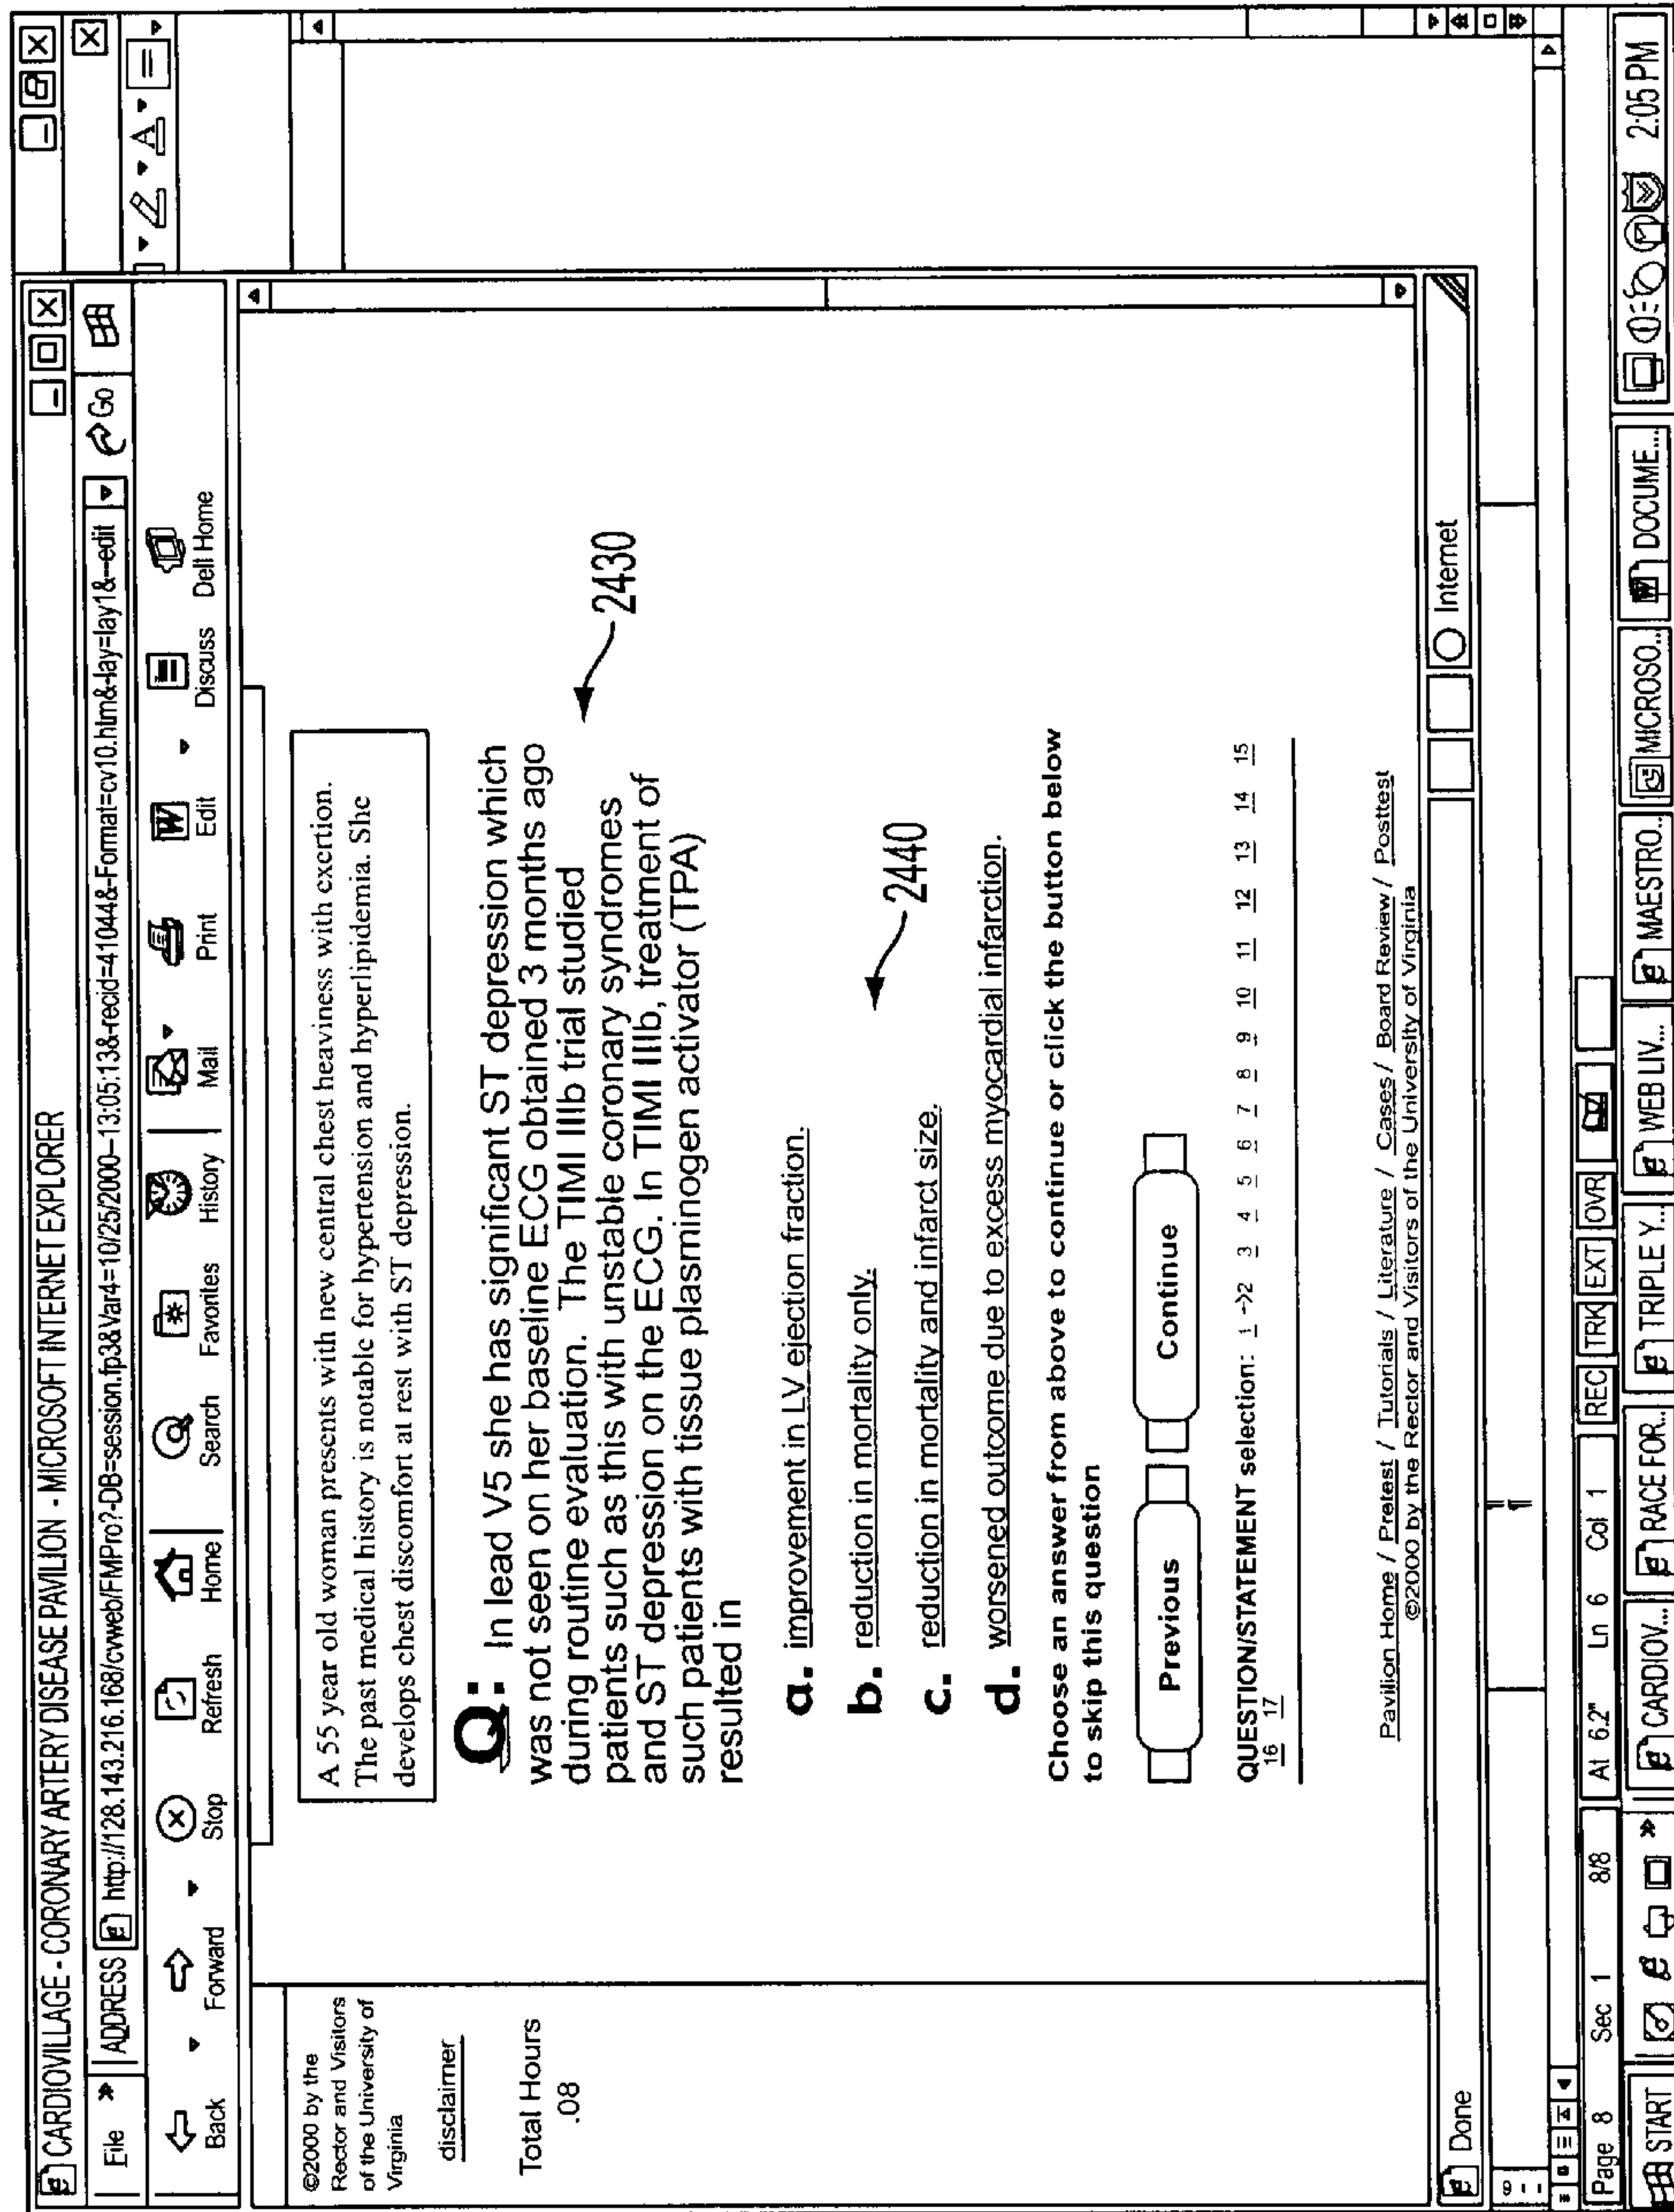 CARDIOVILLAGE - CORONARY ARTERY DISEASE PAVILION - MICROSOFT INTERNET EXPLORER
File » ADDRESS http://128.143.216.168/cvweb/FMPro?-DB=session.fp3&Var4=10/25/2000--13:05:13&-recid=41044&-Format=cv10.htm&-lay=lay1&--edit Go
Back Forward Stop Refresh Home Search Favorites History Mail Print Edit Discuss Dell Home
A
©2000 by the
Rector and Visitors
of the University of
Virginia
disclaimer
Total Hours
.08
A 55 year old woman presents with new central chest heaviness with exertion.
The past medical history is notable for hypertension and hyperlipidemia. She
develops chest discomfort at rest with ST depression.
Q: In lead V5 she has significant ST depression which
was not seen on her baseline ECG obtained 3 months ago
during routine evaluation. The TIMI IIIb trial studied
patients such as this with unstable coronary syndromes
and ST depression on the ECG. In TIMI IIIb, treatment of
such patients with tissue plasminogen activator (TPA)
resulted in
2430
a. improvement in LV ejection fraction.
b. reduction in mortality only.
2440
c. reduction in mortality and infarct size.
d. worsened outcome due to excess myocardial infarction.
Choose an answer from above to continue or click the button below
to skip this question
Previous Continue
QUESTION/STATEMENT selection: 1 ->2 3 4 5 6 7 8 9 10 11 12 13 14 15
16 17
Pavilion Home / Pretest / Tutorials / Literature / Cases / Board Review / Posttest
©2000 by the Rector and Visitors of the University of Virginia
Done Internet
6
Page 8 Sec 1 8/8 At 6.2" Ln 6 Col 1 REC TRK EXT OVR
START » CARDIOV... RACE FOR... TRIPLE Y... WEB LIV... MAESTRO... MICROSO... DOCUME... 2:05 PM